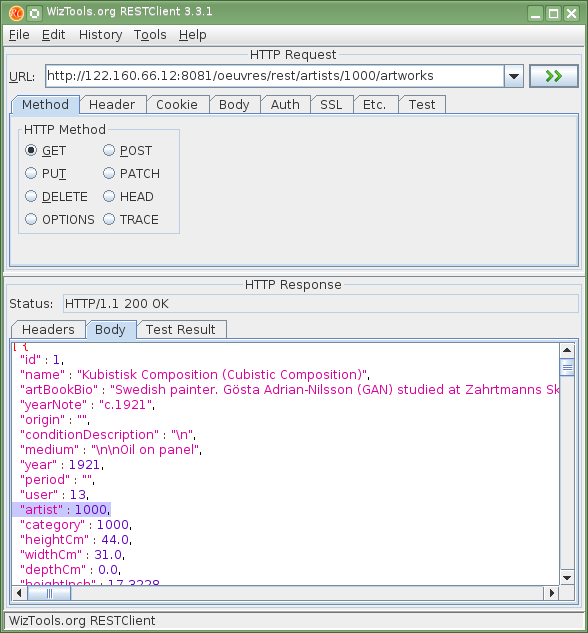 WizTools.org RESTClient 3.3.1
File Edit History Tools Help
HTTP Request
URL: http://122.160.66.12:8081/oeuvres/rest/artists/1000/artworks
Method Header Cookie Body Auth SSL Etc. Test
HTTP Method
GET POST
PUT PATCH
DELETE HEAD
OPTIONS TRACE
HTTP Response
Status: HTTP/1.1 200 OK
Headers Body Test Result
[ {
"id" : 1,
"name" : "Kubistisk Composition (Cubistic Composition)",
"artBookBio" : "Swedish painter. Gösta Adrian-Nilsson (GAN) studied at Zahrtmanns Sk
"yearNote" : "c.1921",
"origin" : "",
"conditionDescription" : "\n",
"medium" : "\n\nOil on panel",
"year" : 1921,
"period" : "",
"user" : 13,
"artist" : 1000,
"category" : 1000,
"heightCm" : 44.0,
"widthCm" : 31.0,
"depthCm" : 0.0,
"heightInch" : 17.3228
WizTools.org RESTClient